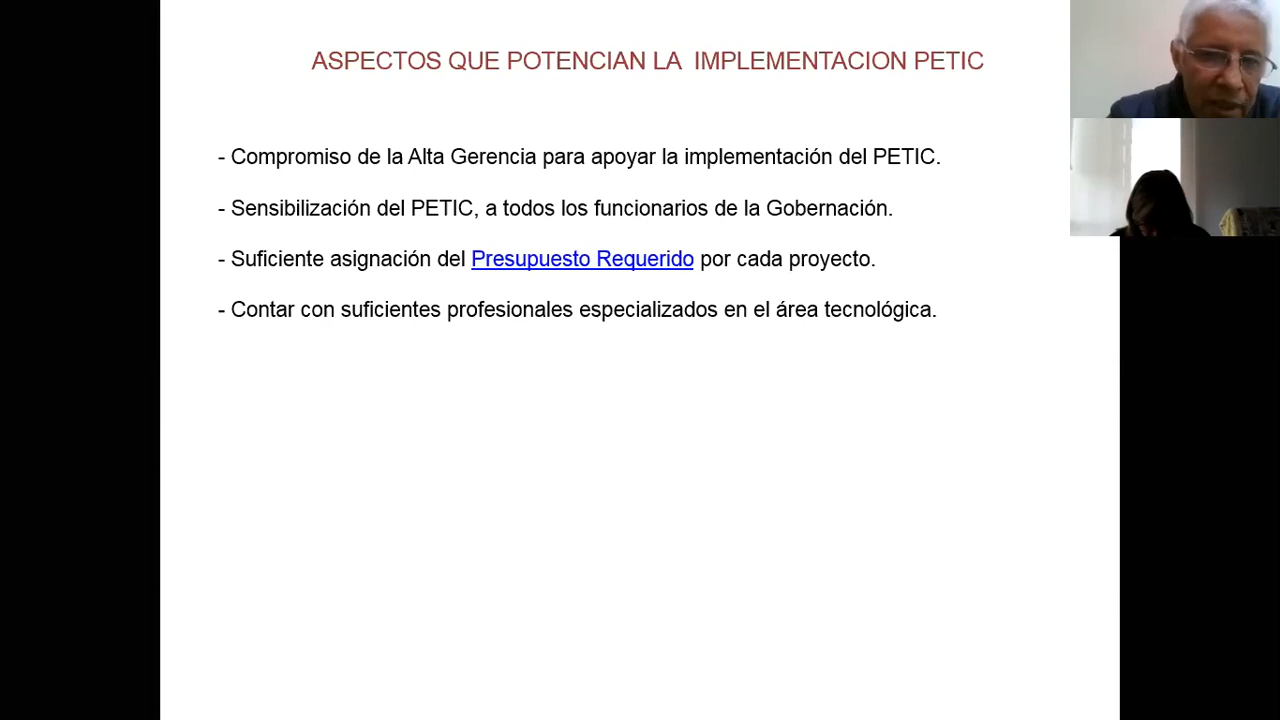 ASPECTOS QUE POTENCIAN LA IMPLEMENTACION PETIC
- Compromiso de la Alta Gerencia para apoyar la implementación del PETIC.
- Sensibilización del PETIC, a todos los funcionarios de la Gobernación.
- Suficiente asignación del Presupuesto Requerido por cada proyecto.
- Contar con suficientes profesionales especializados en el área tecnológica.